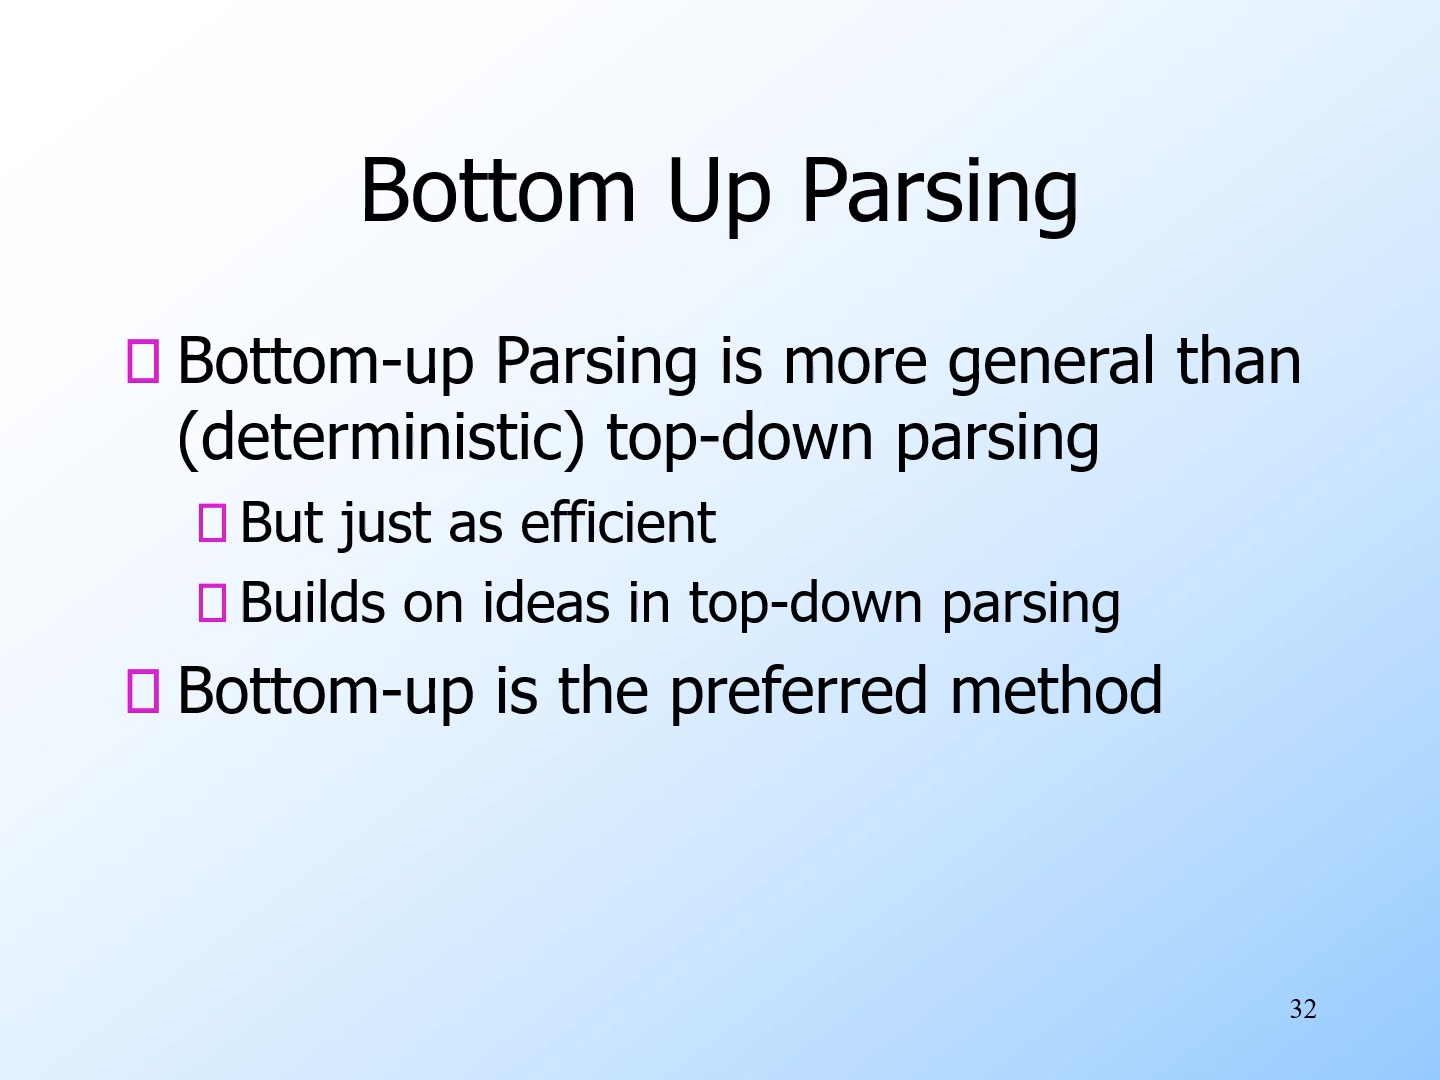 Bottom Up Parsing
Bottom-up Parsing is more general than
(deterministic) top-down parsing
But just as efficient
Builds on ideas in top-down parsing
Bottom-up is the preferred method
32